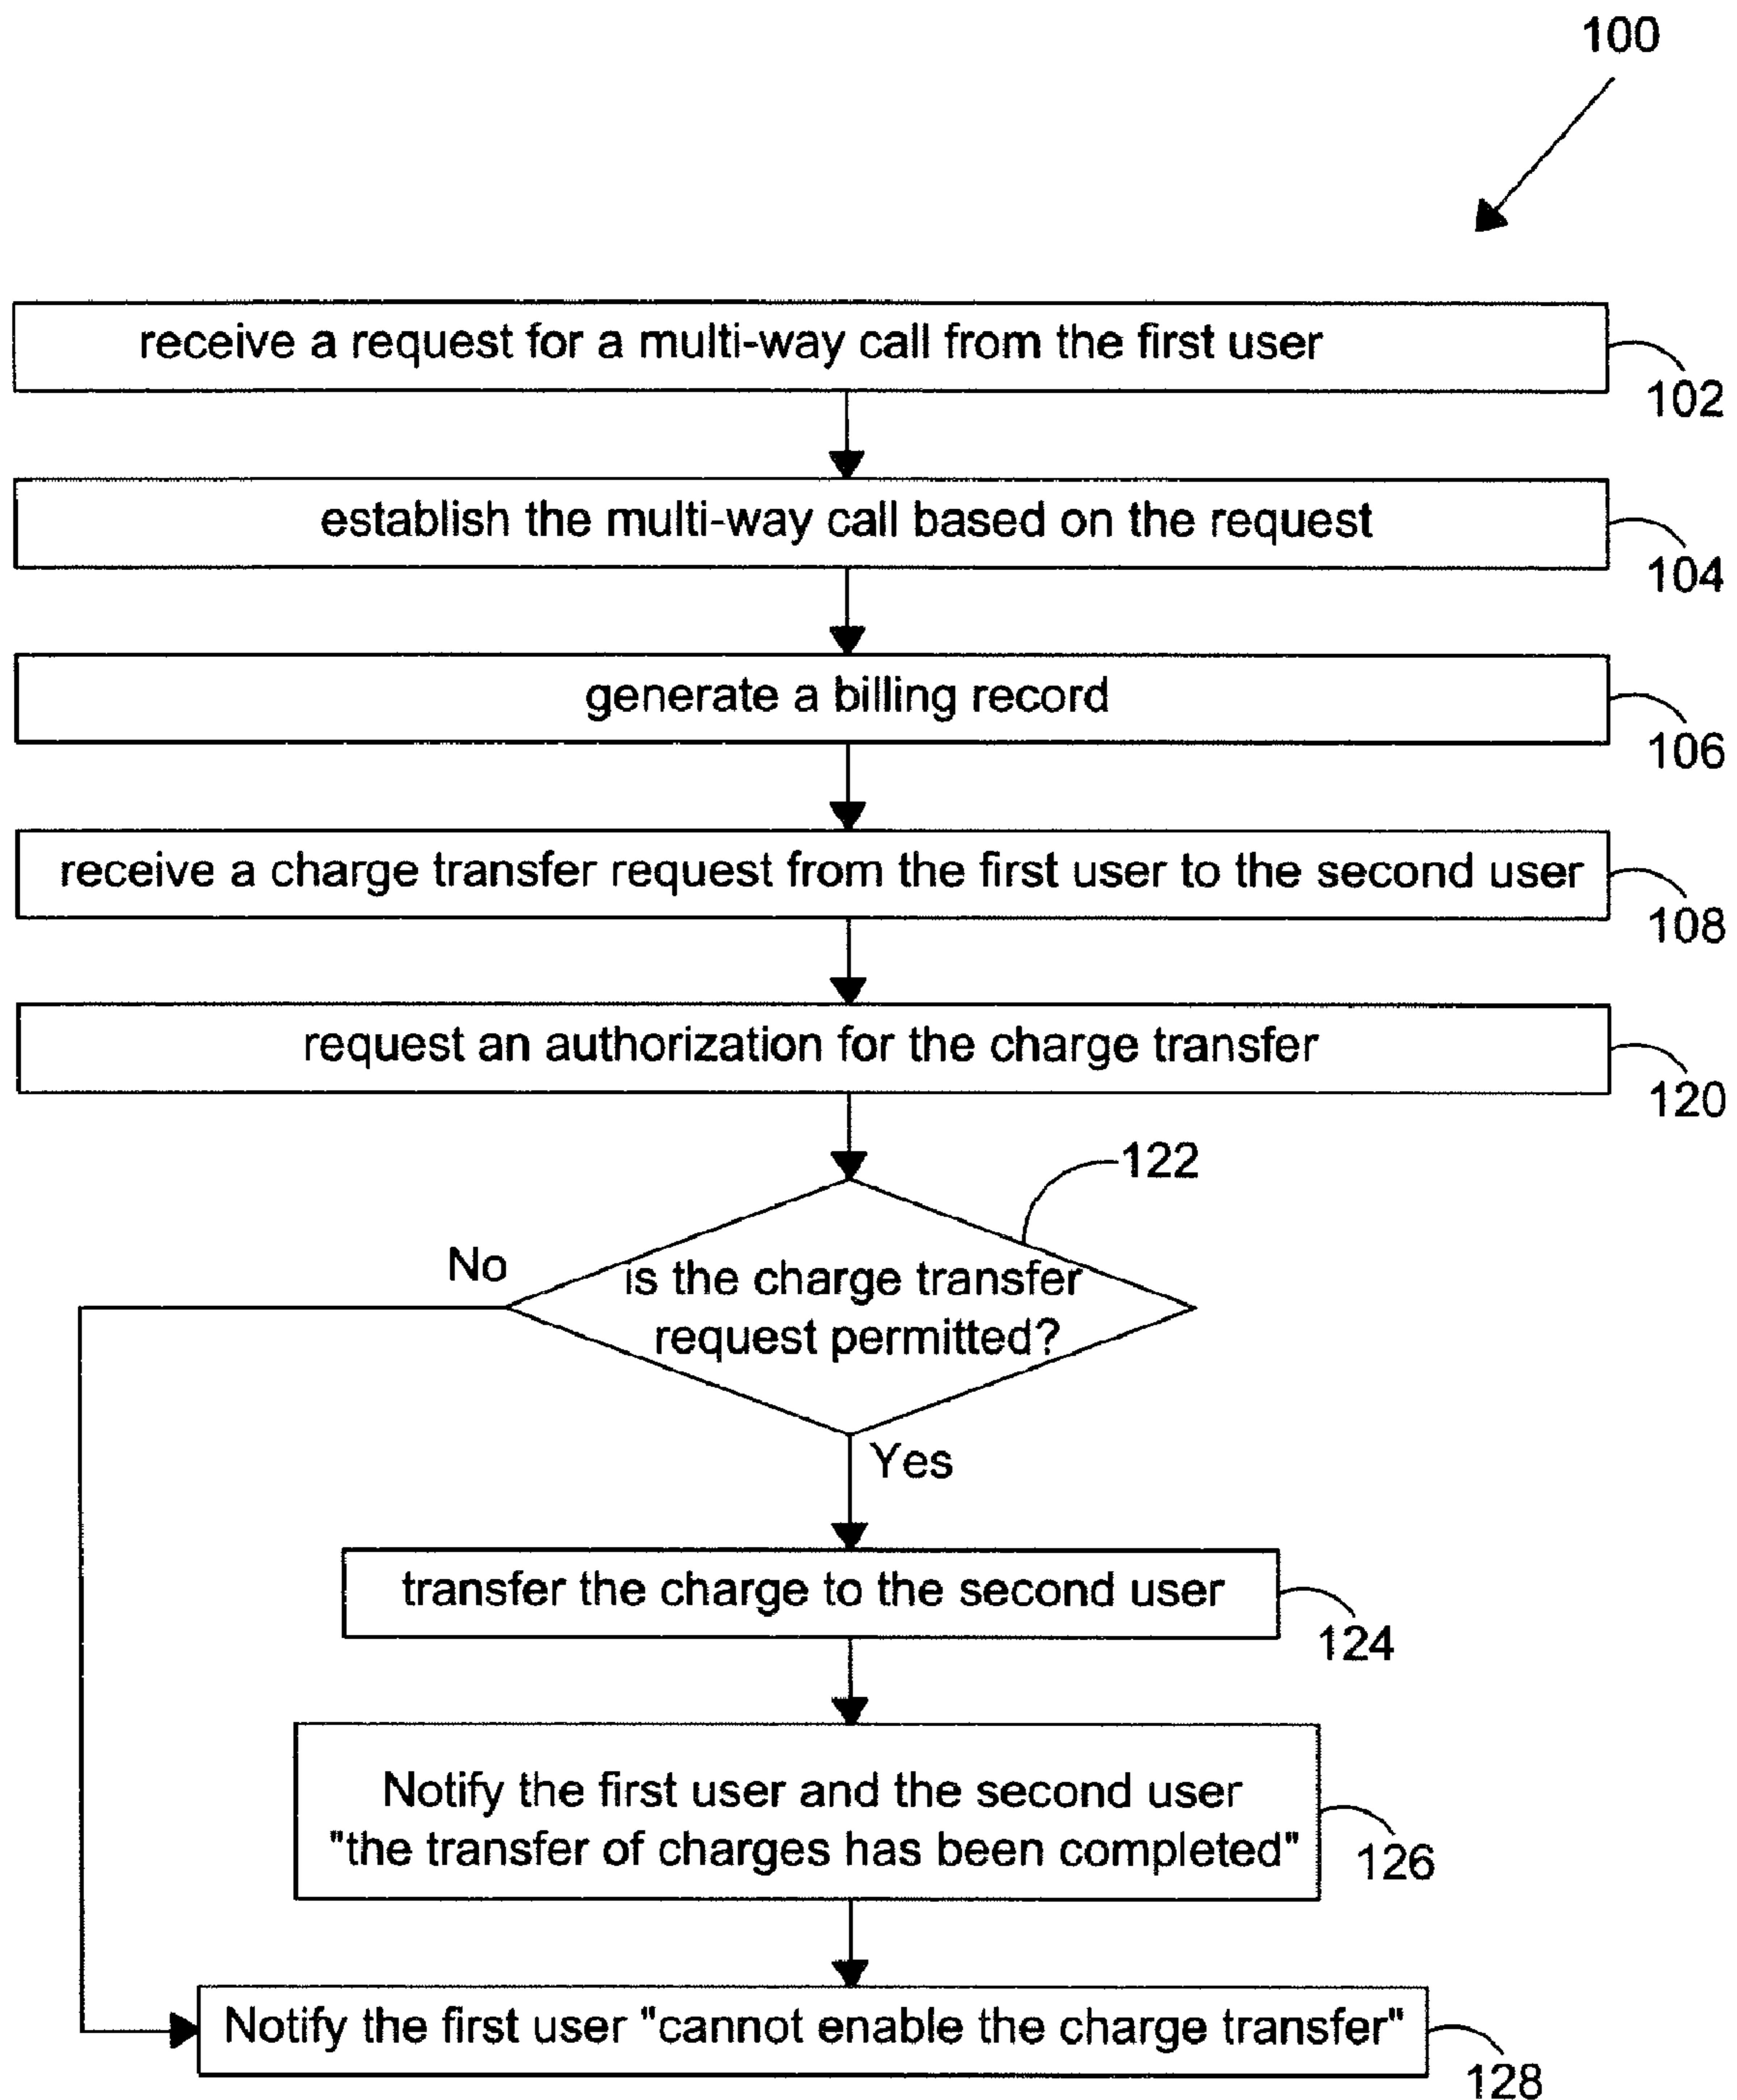 100
receive a request for a multi-way call from the first user
102
establish the multi-way call based on the request
104
generate a billing record
106
receive a charge transfer request from the first user to the second user
108
request an authorization for the charge transfer
120
122
No
is the charge transfer
request permitted?
Yes
transfer the charge to the second user
124
Notify the first user and the second user
"the transfer of charges has been completed"
126
Notify the first user "cannot enable the charge transfer"
128